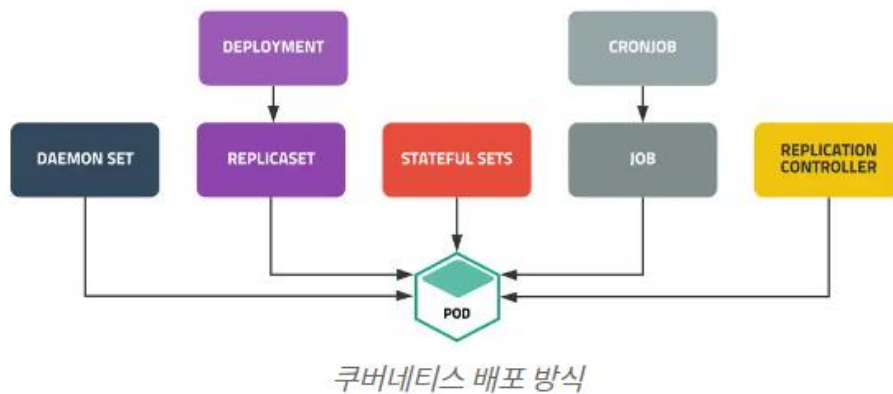 DEPLOYMENT
CRONJOB
DAEMON SET
REPLICASET
STATEFUL SETS
JOB
REPLICATION
CONTROLLER
POD
쿠버네티스 배포 방식